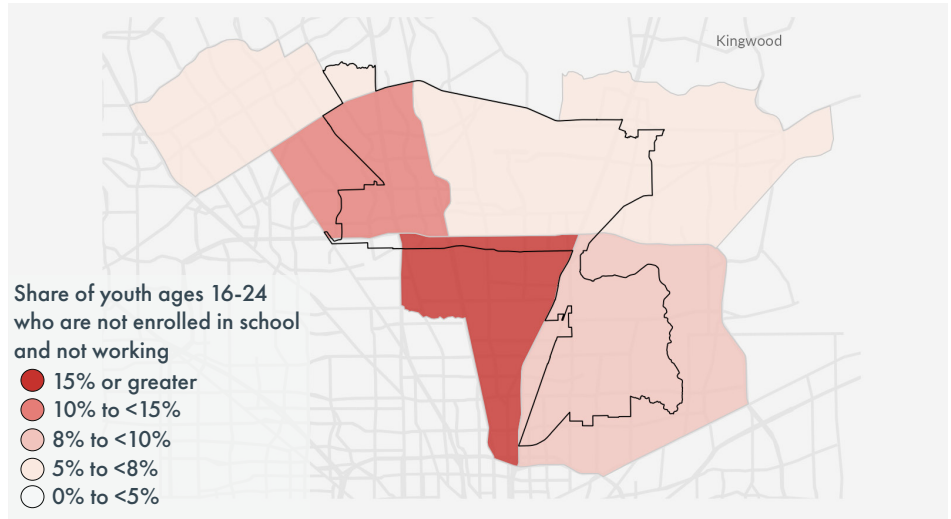 Kingwood
Share of youth ages 16-24
who are not enrolled in school
and not working
15% or greater
10% to <15%
8% to <10%
5% to <8%
0% to <5%